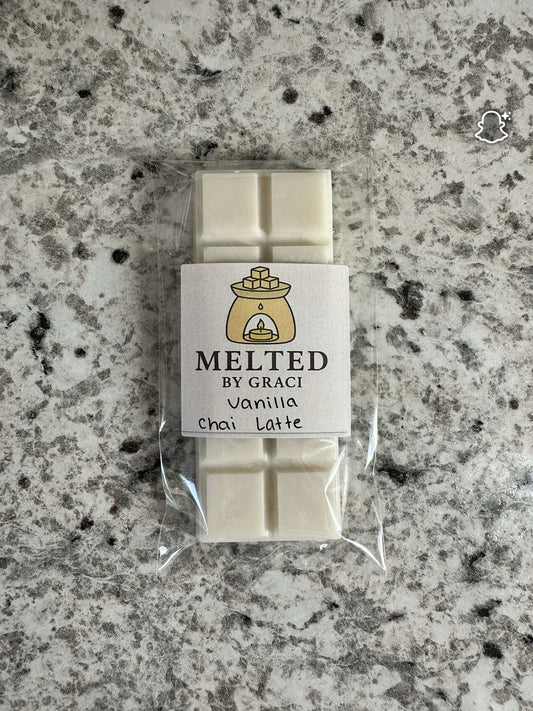 MELTED
BY GRACI
Vanilla
Chai Latte